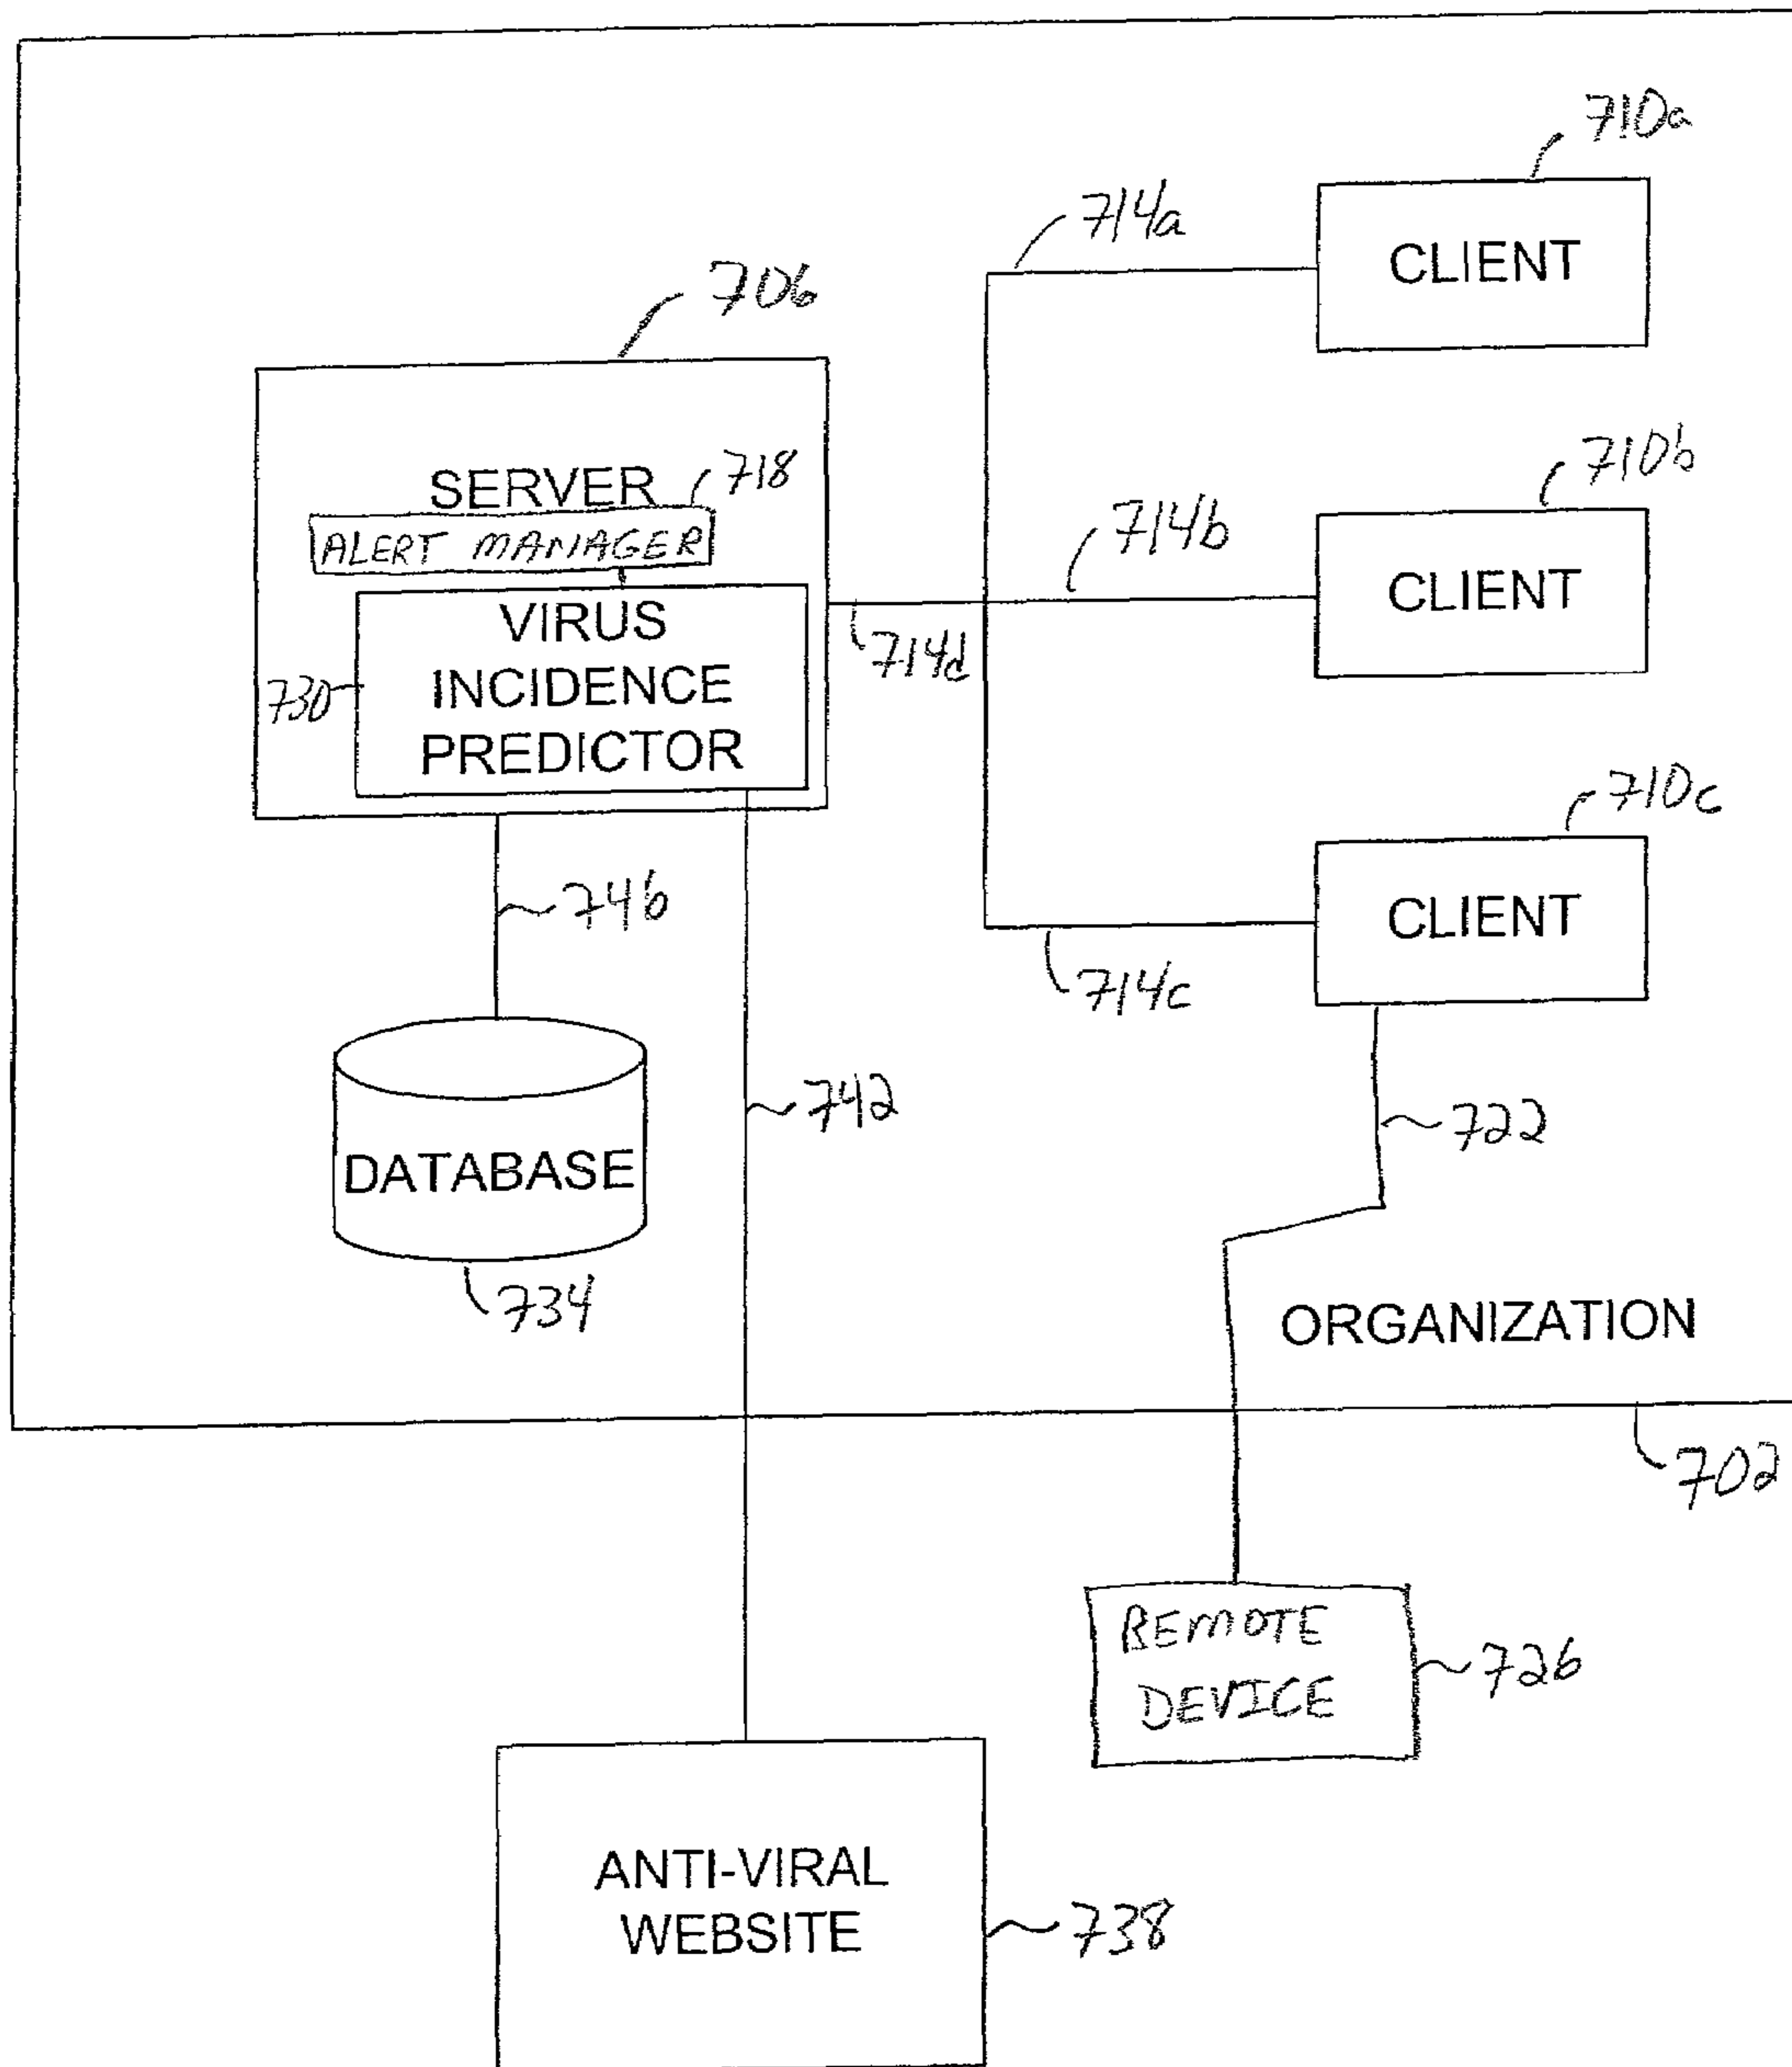 710a
714a
CLIENT
706
SERVER
718
ALERT MANAGER
710b
714b
CLIENT
714d
VIRUS
INCIDENCE
PREDICTOR
730
710c
CLIENT
714c
746
742
722
DATABASE
734
ORGANIZATION
702
REMOTE
DEVICE
726
ANTI-VIRAL
WEBSITE
738